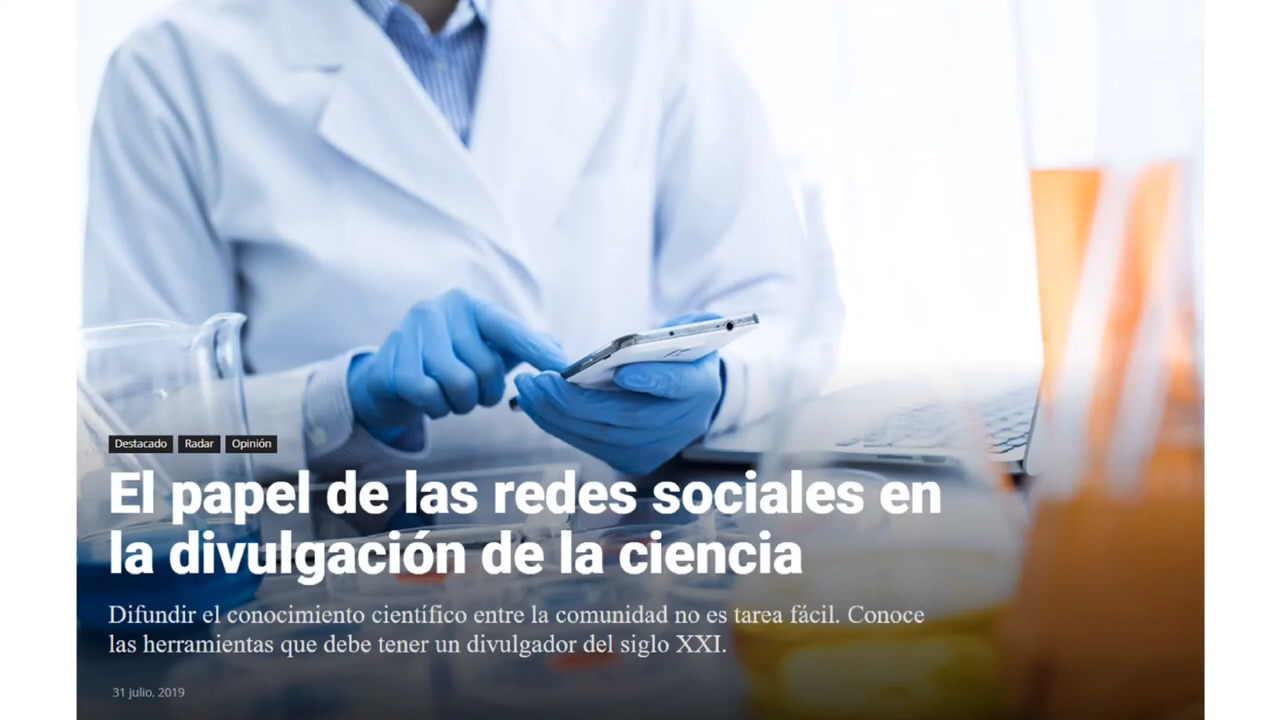 Destacado Radar Opinión
El papel de las redes sociales en
la divulgación de la ciencia
Difundir el conocimiento científico entre la comunidad no es tarea fácil. Conoce
las herramientas que debe tener un divulgador del siglo XXI.
31 julio, 2019